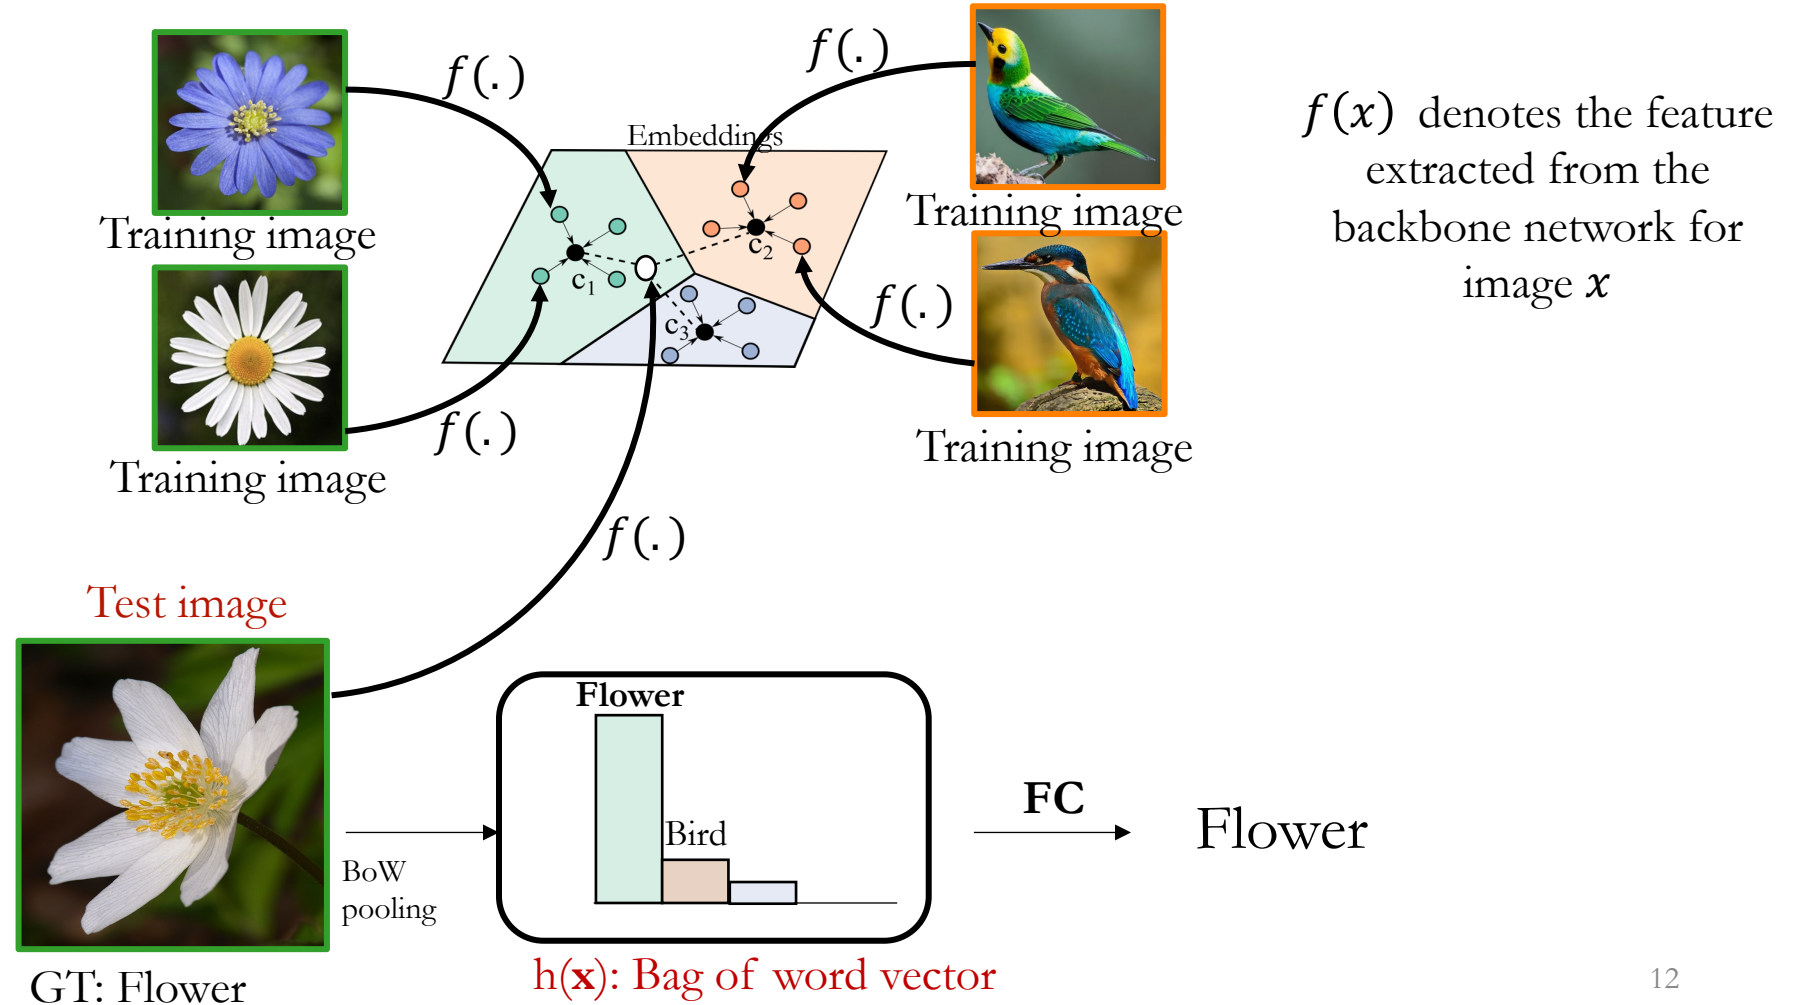 f(.)
f(.)
Embeddings
f(x) denotes the feature
extracted from the
backbone network for
image x
Training image
Training image
c₁
c₂
c₃
f(.)
f(.)
Training image
Training image
f(.)
Test image
Flower
Bird
FC
Flower
BoW
pooling
GT: Flower
h(x): Bag of word vector
12